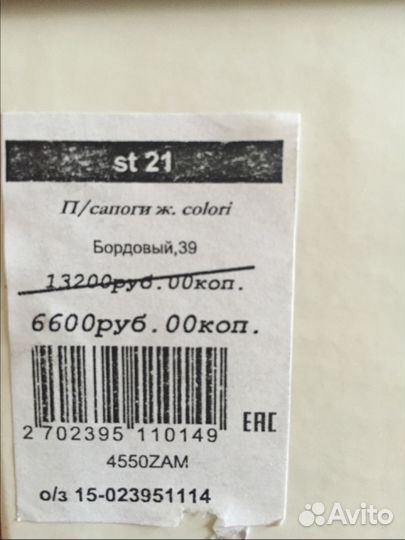 st 21
П/сапоги ж. colori
Бордовый,39
13200руб.00коп.
6600руб.00коп.
2 702395 110149
EAC
4550ZAM
о/з 15-023951114
Avito